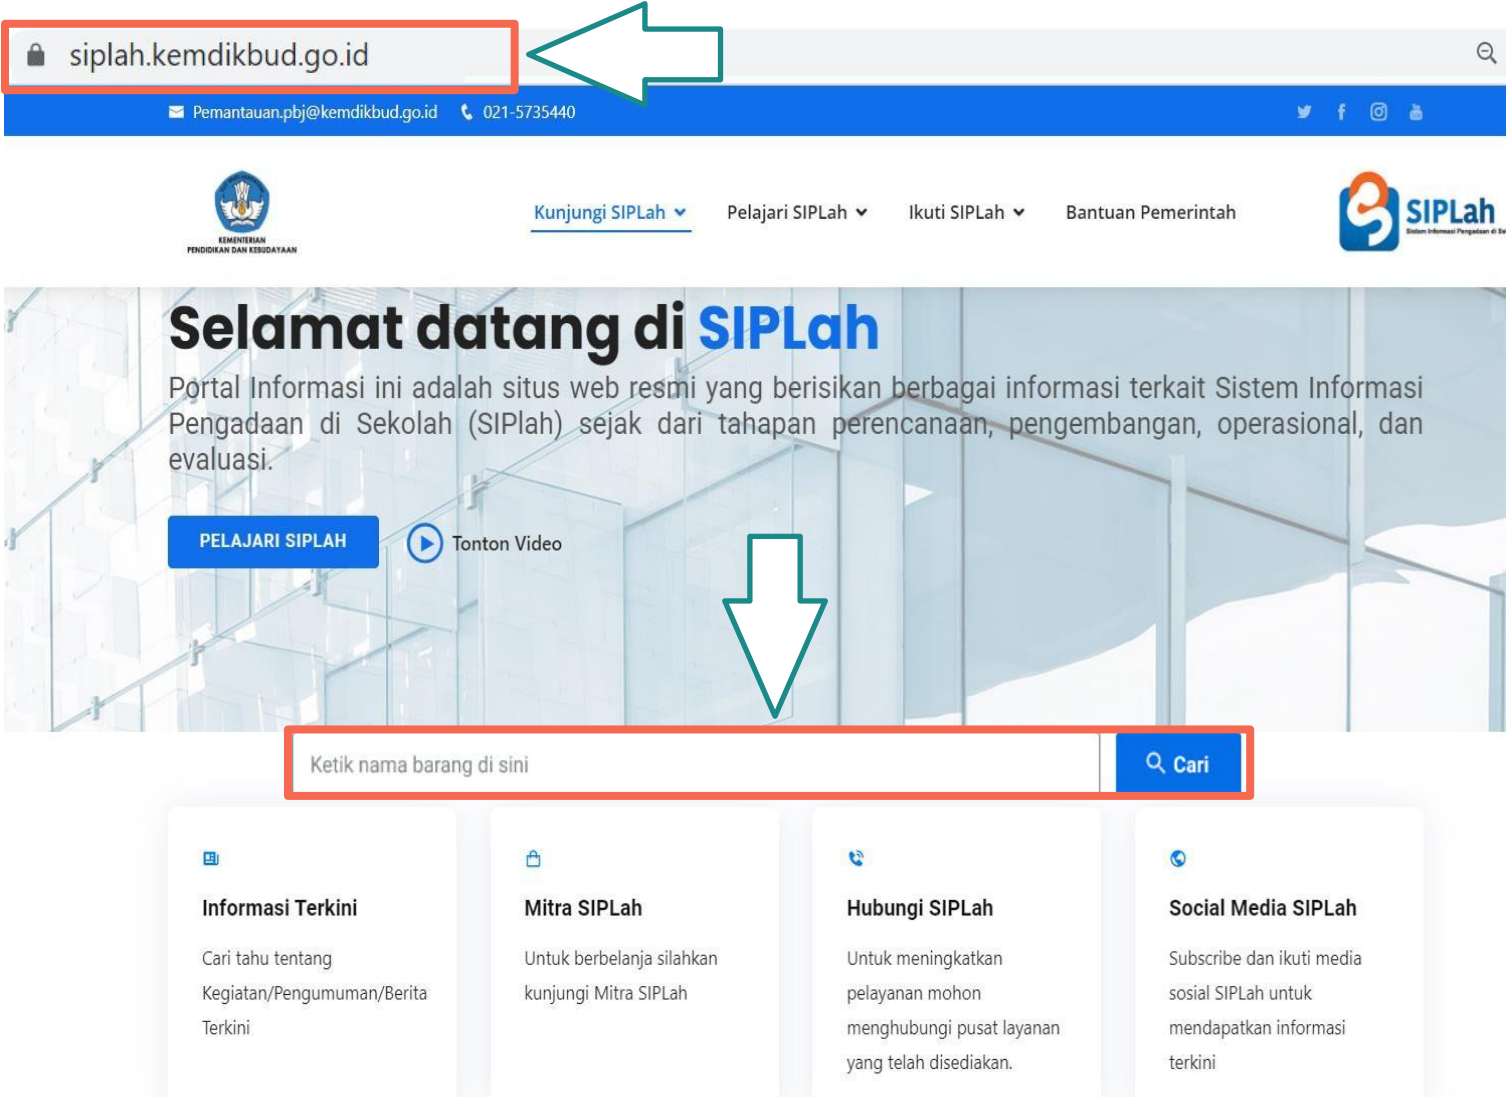 siplah.kemdikbud.go.id
Pemantauan.pbj@kemdikbud.go.id 021-5735440
KEMENTERIAN
PENDIDIKAN DAN KEBUDAYAAN
Kunjungi SIPLah Pelajari SIPLah Ikuti SIPLah Bantuan Pemerintah
SIPLah
Sistem Informasi Pengadaan di Se
Selamat datang di SIPLah
Portal Informasi ini adalah situs web resmi yang berisikan berbagai informasi terkait Sistem Informasi
Pengadaan di Sekolah (SIPlah) sejak dari tahapan perencanaan, pengembangan, operasional, dan
evaluasi.
PELAJARI SIPLAH Tonton Video
Ketik nama barang di sini Cari
Informasi Terkini
Cari tahu tentang
Kegiatan/Pengumuman/Berita
Terkini
Mitra SIPLah
Untuk berbelanja silahkan
kunjungi Mitra SIPLah
Hubungi SIPLah
Untuk meningkatkan
pelayanan mohon
menghubungi pusat layanan
yang telah disediakan.
Social Media SIPLah
Subscribe dan ikuti media
sosial SIPLah untuk
mendapatkan informasi
terkini